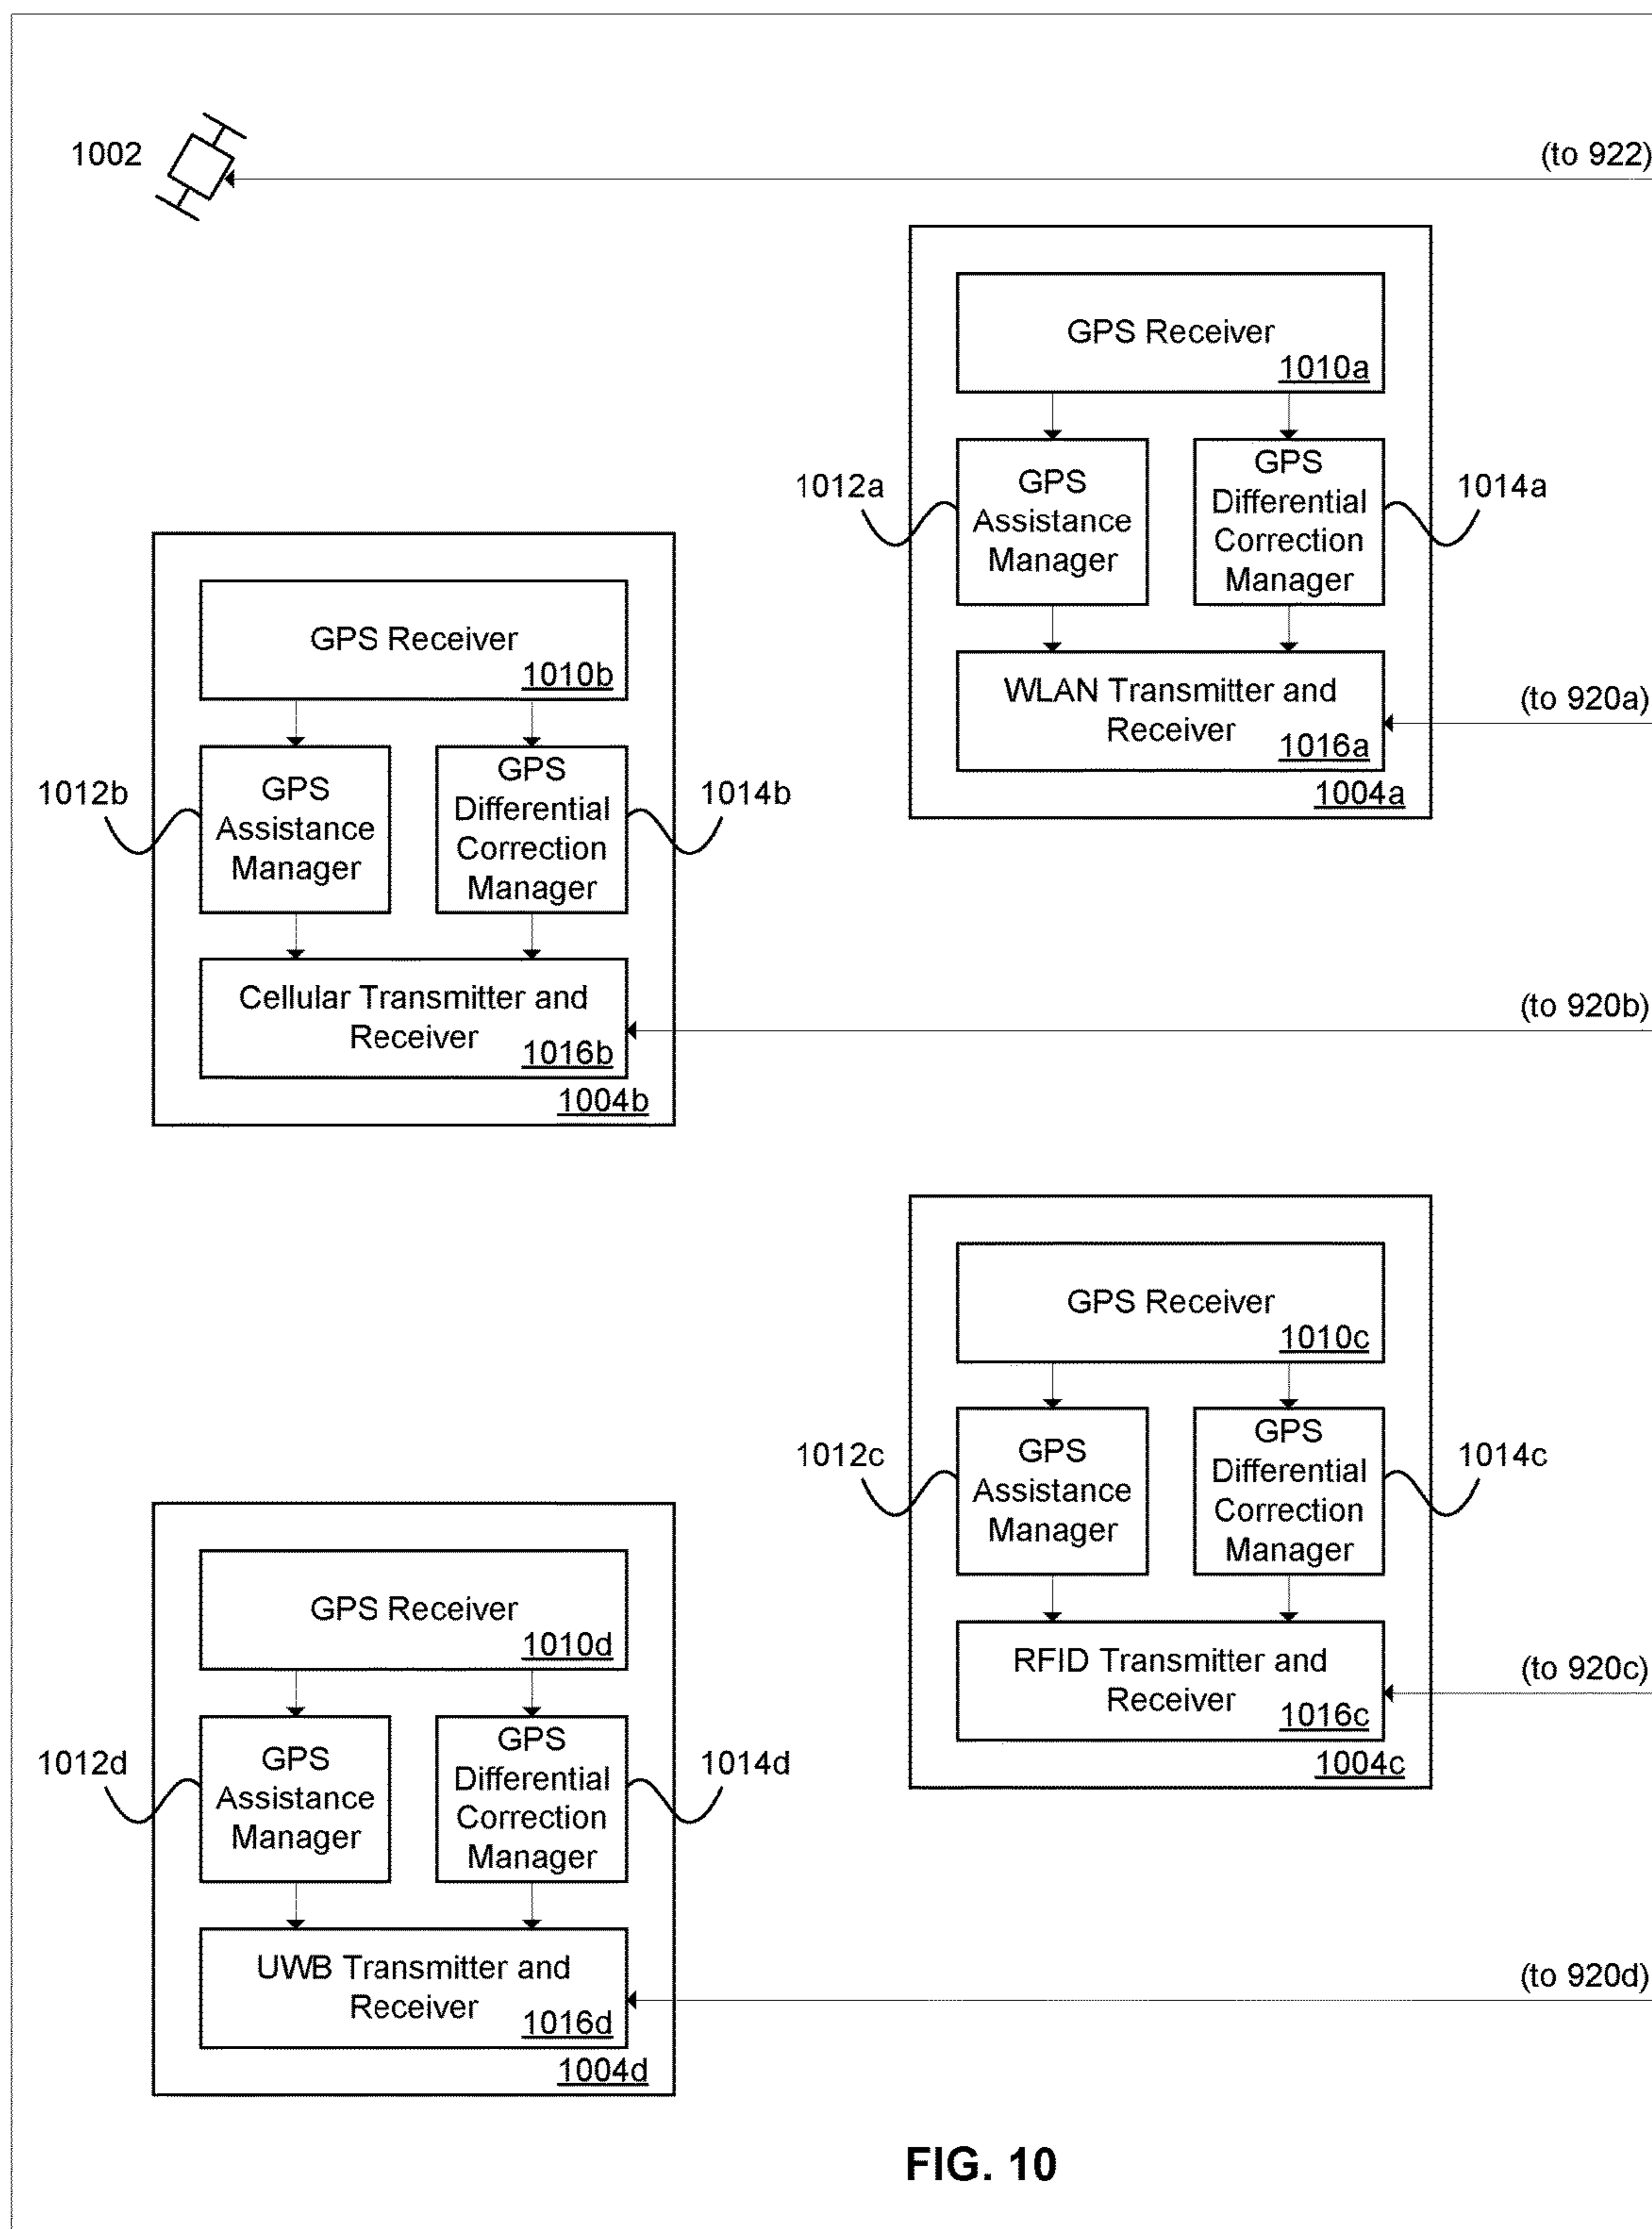 1002
(to 922)
GPS Receiver
1010a
1012a
GPS
Assistance
Manager
GPS
Differential
Correction
Manager
1014a
WLAN Transmitter and
Receiver
1016a
(to 920a)
1004a
GPS Receiver
1010b
1012b
GPS
Assistance
Manager
GPS
Differential
Correction
Manager
1014b
Cellular Transmitter and
Receiver
1016b
(to 920b)
1004b
GPS Receiver
1010c
1012c
GPS
Assistance
Manager
GPS
Differential
Correction
Manager
1014c
RFID Transmitter and
Receiver
1016c
(to 920c)
1004c
GPS Receiver
1010d
1012d
GPS
Assistance
Manager
GPS
Differential
Correction
Manager
1014d
UWB Transmitter and
Receiver
1016d
(to 920d)
1004d
FIG. 10